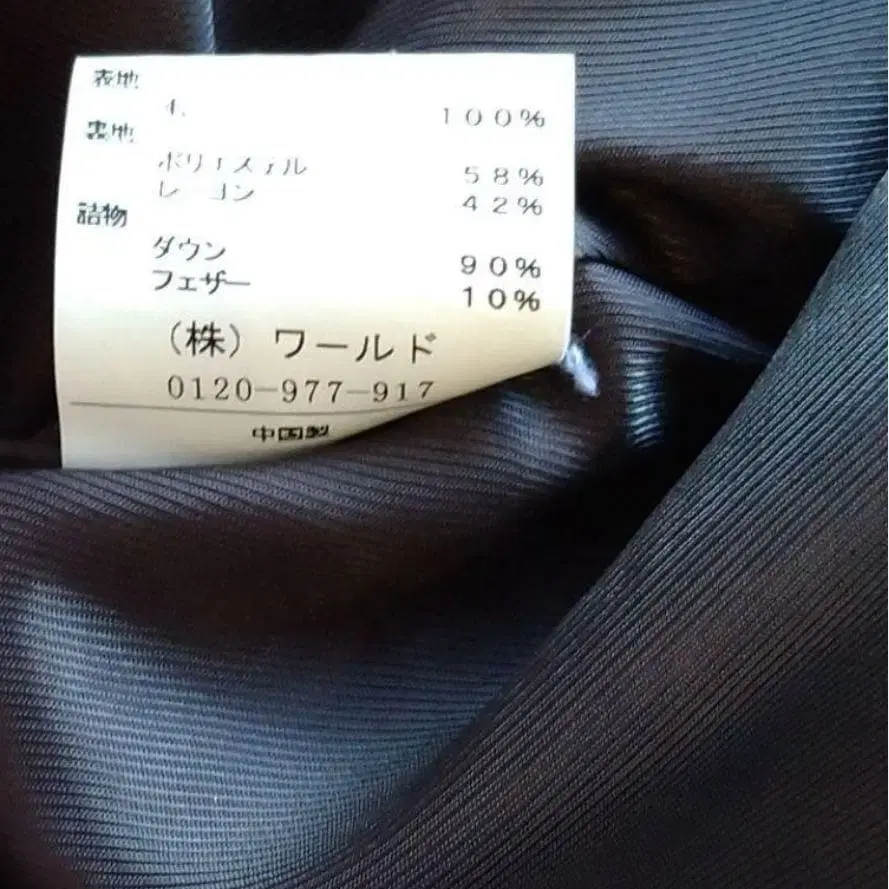 表地
100%
裏地
ポリエステル 58%
レーヨン 42%
詰物
ダウン 90%
フェザー 10%
(株) ワールド
0120-977-917
中国製